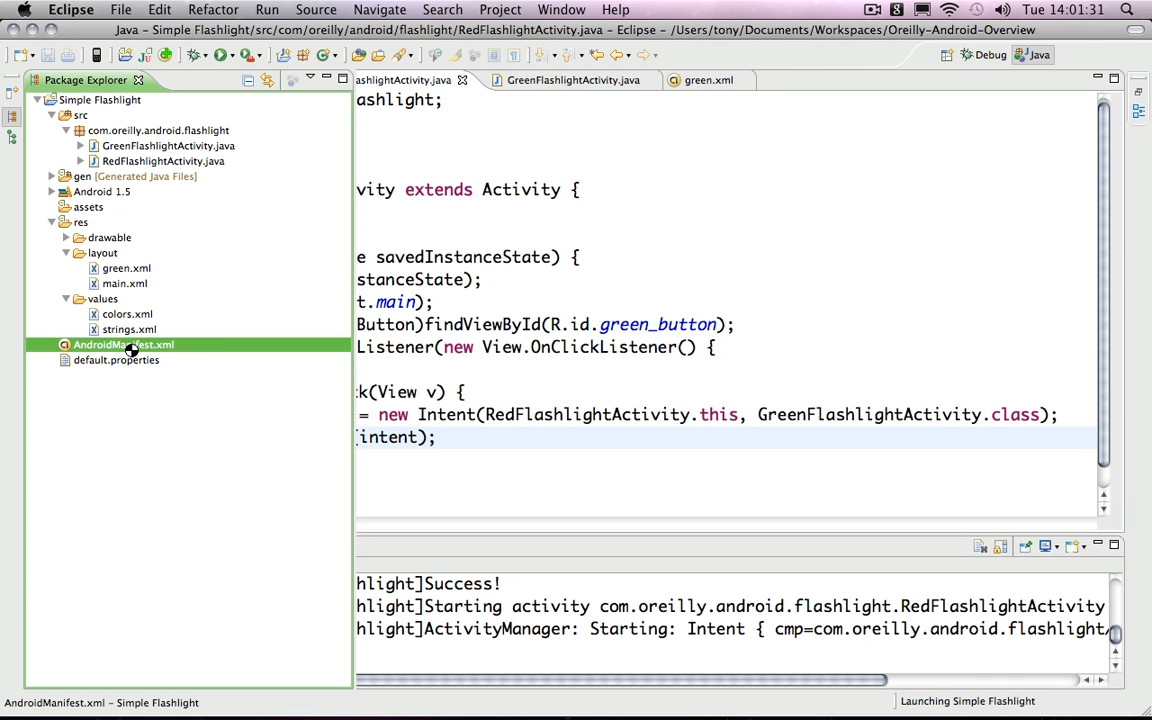 Eclipse File Edit Refactor Run Source Navigate Search Project Window Help Tue 14:01:31
Java – Simple Flashlight/src/com/oreilly/android/flashlight/RedFlashlightActivity.java – Eclipse – /Users/tony/Documents/Workspaces/Oreilly-Android-Overview
Debug Java
Package Explorer ashlightActivity.java GreenFlashlightActivity.java green.xml
Simple Flashlight
src
com.oreilly.android.flashlight
GreenFlashlightActivity.java
RedFlashlightActivity.java
gen [Generated Java Files]
Android 1.5
assets
res
drawable
layout
green.xml
main.xml
values
colors.xml
strings.xml
AndroidManifest.xml
default.properties
ashlight;
vity extends Activity {
e savedInstanceState) {
stanceState);
t.main);
Button)findViewById(R.id.green_button);
Listener(new View.OnClickListener() {
ck(View v) {
= new Intent(RedFlashlightActivity.this, GreenFlashlightActivity.class);
(intent);
hlight]Success!
hlight]Starting activity com.oreilly.android.flashlight.RedFlashlightActivity
hlight]ActivityManager: Starting: Intent { cmp=com.oreilly.android.flashlight/
AndroidManifest.xml – Simple Flashlight
Launching Simple Flashlight